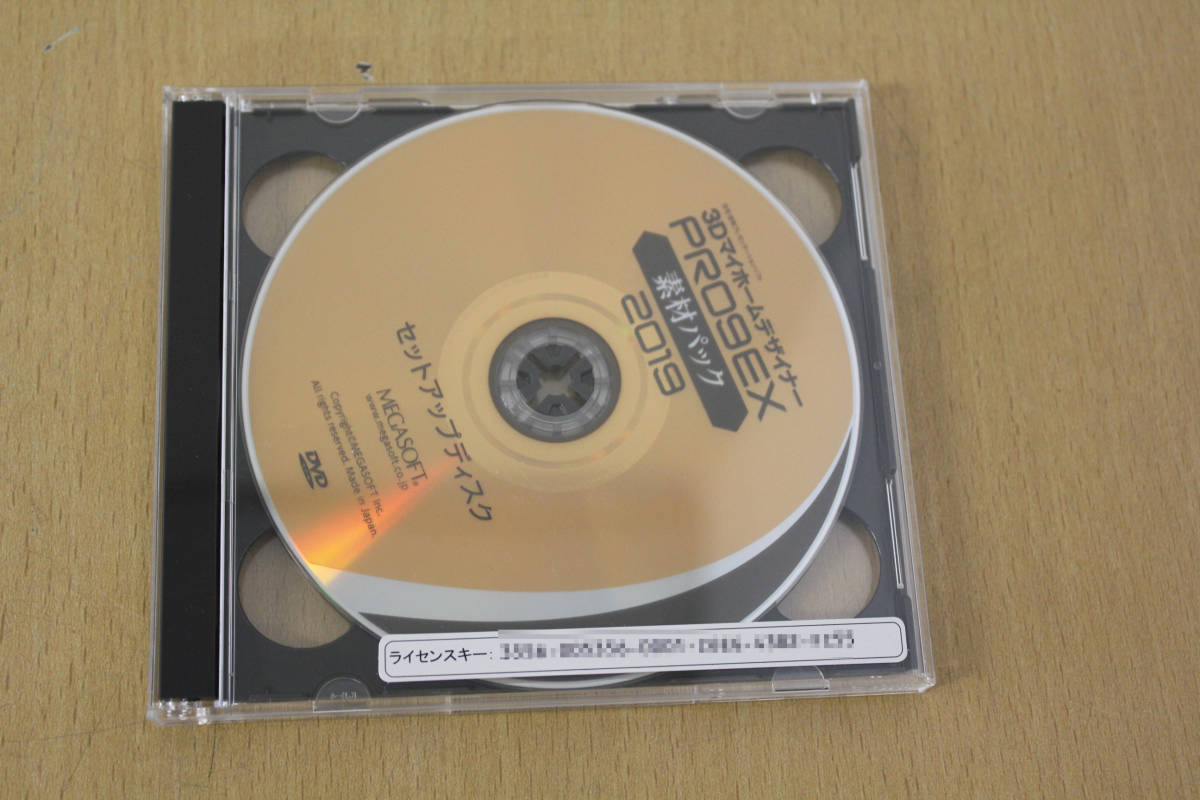 3Dマイホームデザイナー
PRO9EX
素材パック
2019
セットアップディスク
MEGASOFT®
www.megasoft.co.jp
Copyright©MEGASOFT Inc.
All rights reserved. Made in Japan.
DVD
ライセンスキー: